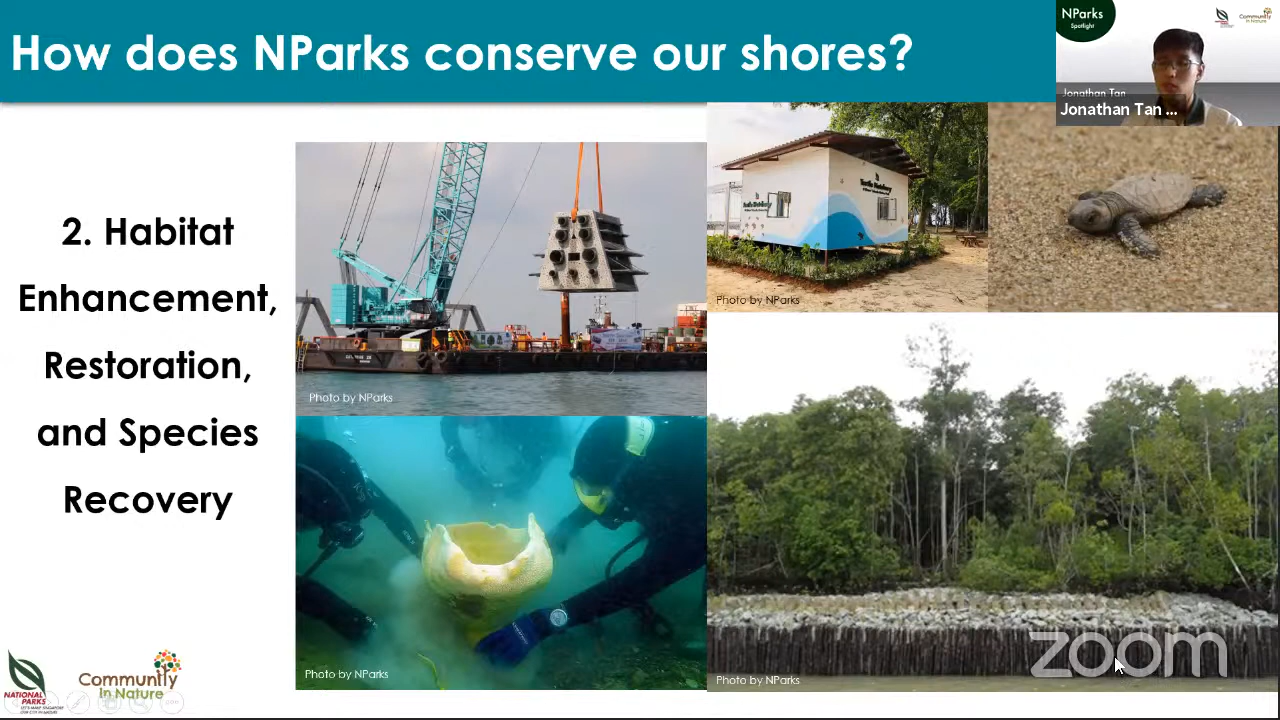 How does NParks conserve our shores?
NParks
Spotlight
Community
in Nature
Jonathan Tan
Jonathan Tan ...
2. Habitat
Enhancement,
Restoration,
and Species
Recovery
Photo by NParks
Turtle Hatchery
Photo by NParks
Photo by NParks
Photo by NParks
zoom
NATIONAL
PARKS
Community
in Nature